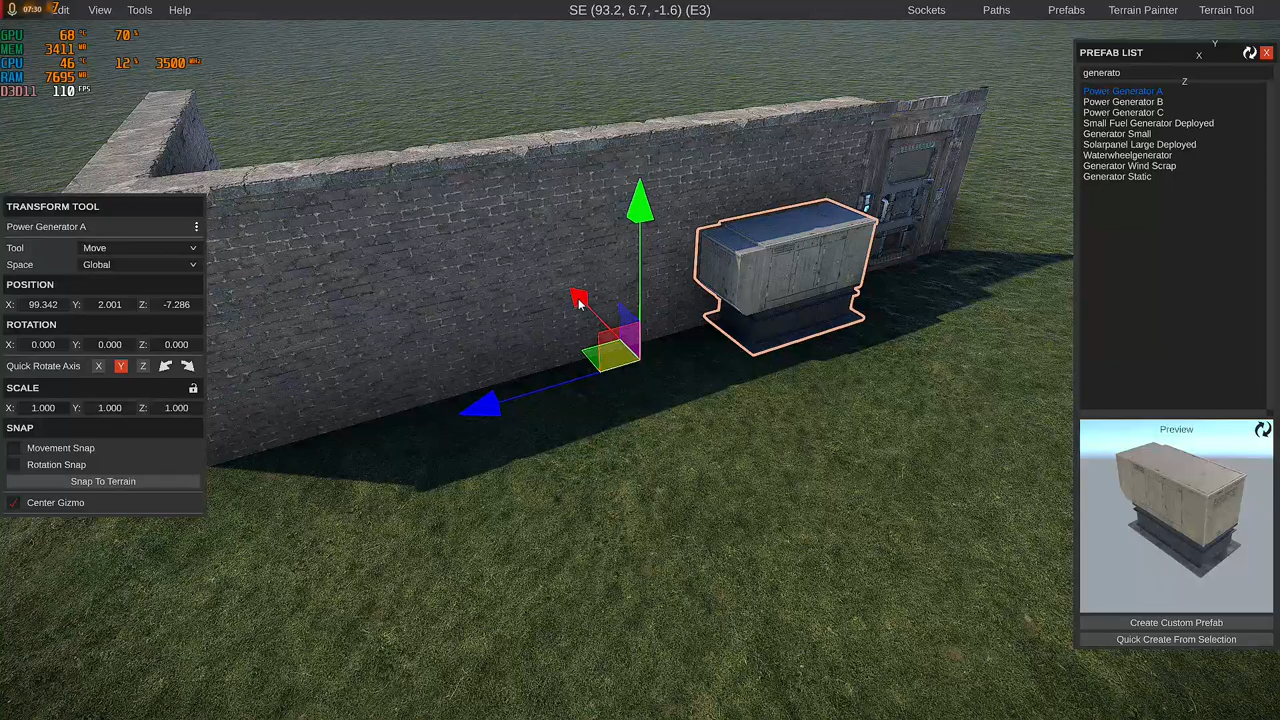 07:30 7 Edit View Tools Help SE (93.2, 6.7, -1.6) (E3) Sockets Paths Prefabs Terrain Painter Terrain Tool
GPU 68 °C 70 %
MEM 3411 MB
CPU 46 °C 12 % 3500 MHz
RAM 7695 MB
D3D11 110 FPS
TRANSFORM TOOL
Power Generator A
Tool Move
Space Global
POSITION
X: 99.342 Y: 2.001 Z: -7.286
ROTATION
X: 0.000 Y: 0.000 Z: 0.000
Quick Rotate Axis X Y Z
SCALE
X: 1.000 Y: 1.000 Z: 1.000
SNAP
Movement Snap
Rotation Snap
Snap To Terrain
Center Gizmo
Y
PREFAB LIST X X
generato
Z
Power Generator A
Power Generator B
Power Generator C
Small Fuel Generator Deployed
Generator Small
Solarpanel Large Deployed
Waterwheelgenerator
Generator Wind Scrap
Generator Static
Preview
Create Custom Prefab
Quick Create From Selection